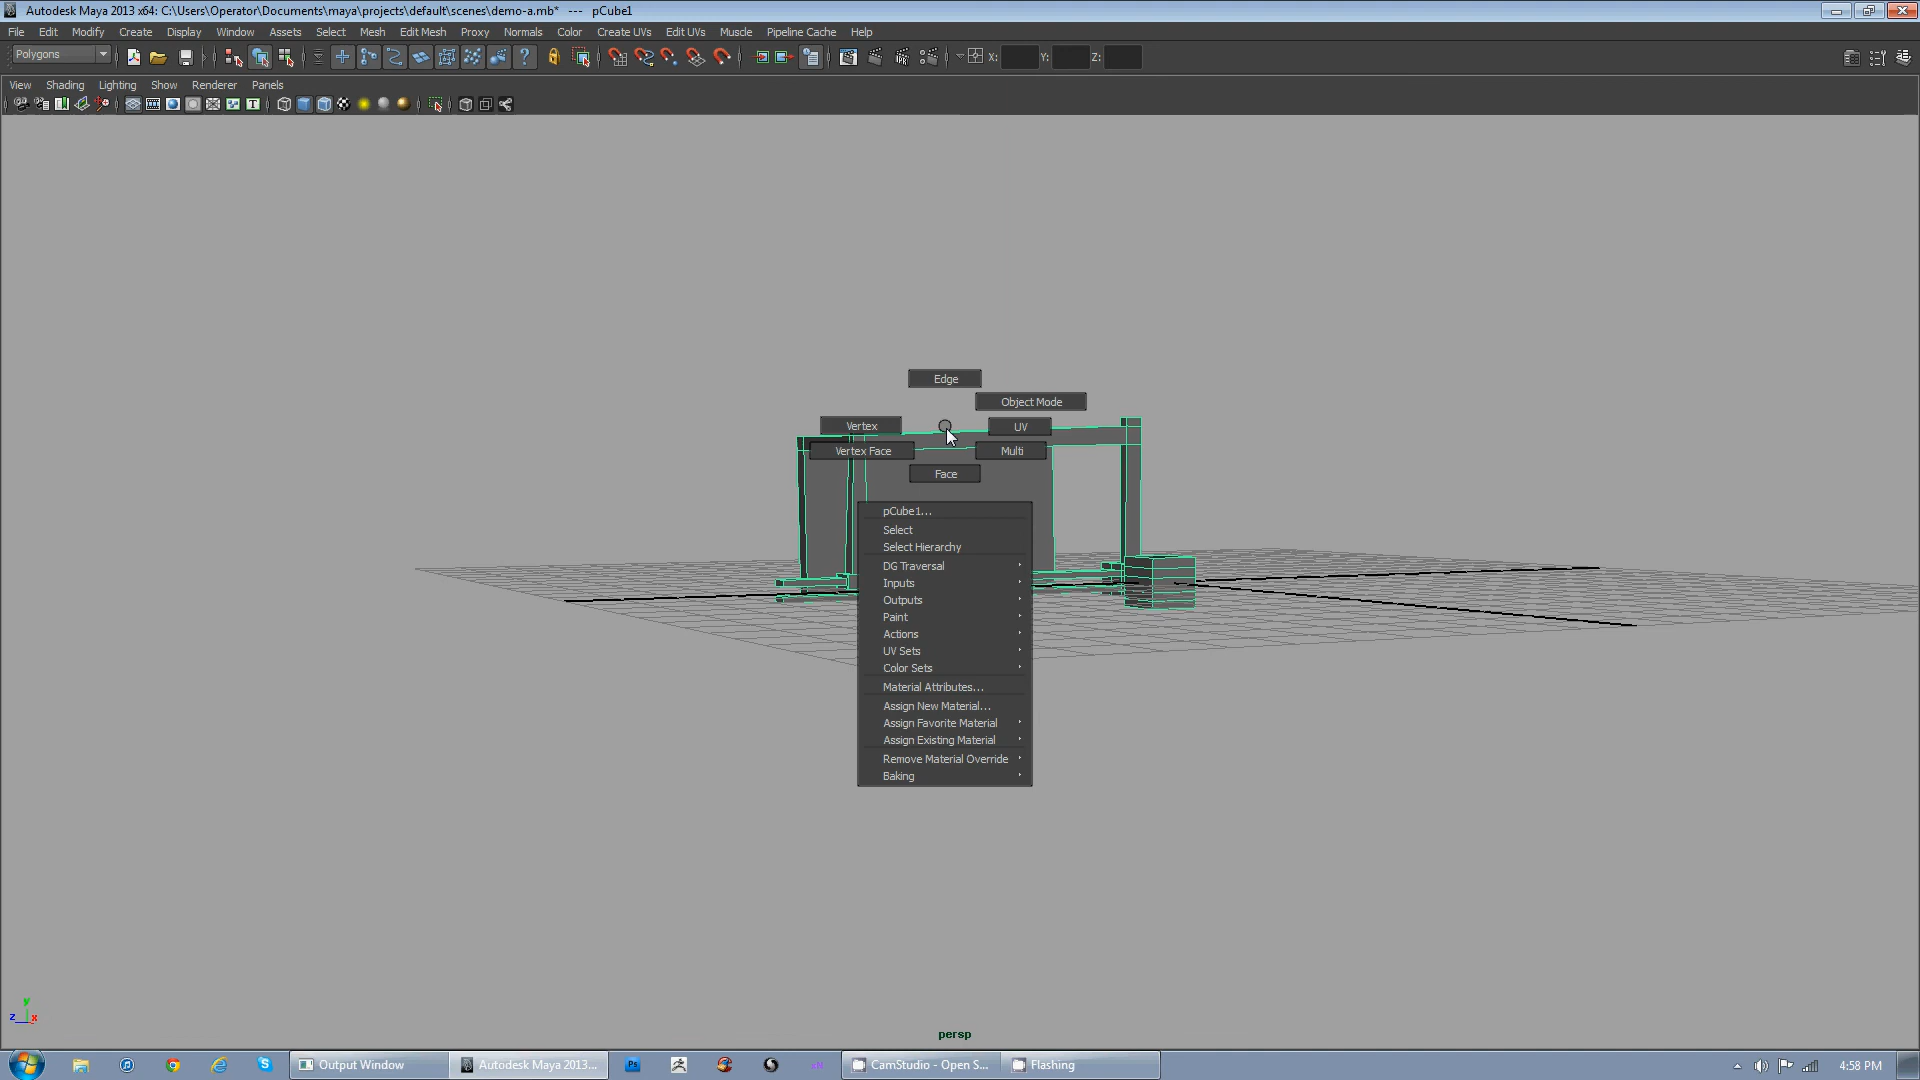 Autodesk Maya 2013 x64: C:\Users\Operator\Documents\maya\projects\default\scenes\demo-a.mb* --- pCube1
File Edit Modify Create Display Window Assets Select Mesh Edit Mesh Proxy Normals Color Create UVs Edit UVs Muscle Pipeline Cache Help
Polygons X: Y: Z:
View Shading Lighting Show Renderer Panels
Edge
Object Mode
Vertex UV
Vertex Face Multi
Face
pCube1...
Select
Select Hierarchy
DG Traversal
Inputs
Outputs
Paint
Actions
UV Sets
Color Sets
Material Attributes...
Assign New Material...
Assign Favorite Material
Assign Existing Material
Remove Material Override
Baking
y
z x
persp
Output Window Autodesk Maya 2013... Ps CamStudio - Open S... Flashing 4:58 PM